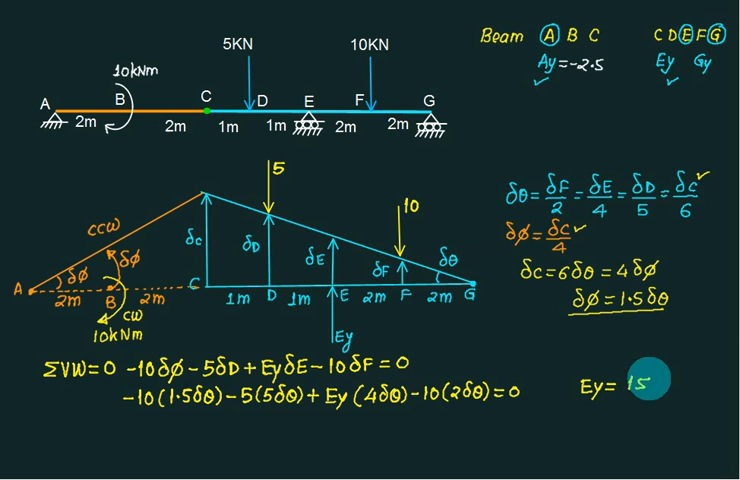 Beam A B C C D E F G
Ay = -2.5 Ey Gy
5KN 10KN
10kNm
A B C D E F G
2m 2m 1m 1m 2m 2m
5
10
ccw
δφ δφ δc δD δE δF δθ
A B C D E F G
2m 2m 1m 1m 2m 2m
cw
10kNm
Ey
δθ = δF/2 = δE/4 = δD/5 = δc/6
δφ = δc/4
δc = 6δθ = 4δφ
δφ = 1.5δθ
ΣVW = 0 -10δφ - 5δD + EyδE - 10δF = 0
-10(1.5δθ) - 5(5δθ) + Ey(4δθ) - 10(2δθ) = 0
Ey = 15